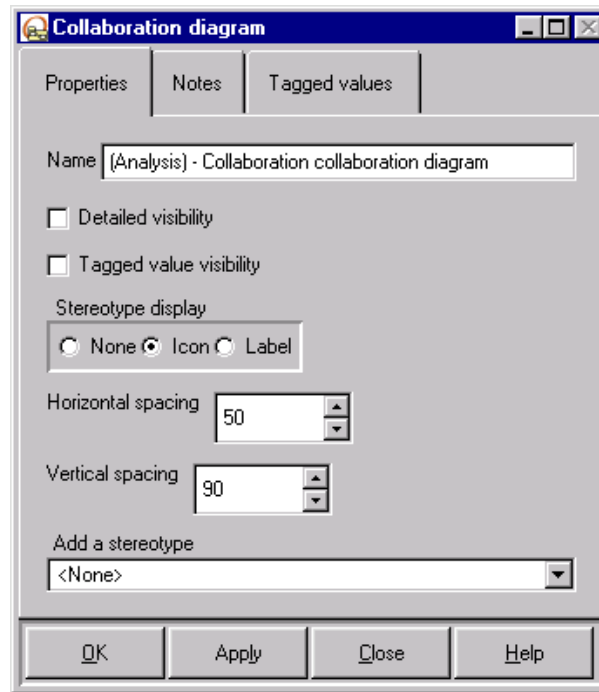 Collaboration diagram
Properties Notes Tagged values
Name (Analysis) - Collaboration collaboration diagram
Detailed visibility
Tagged value visibility
Stereotype display
None Icon Label
Horizontal spacing 50
Vertical spacing 90
Add a stereotype
<None>
OK Apply Close Help